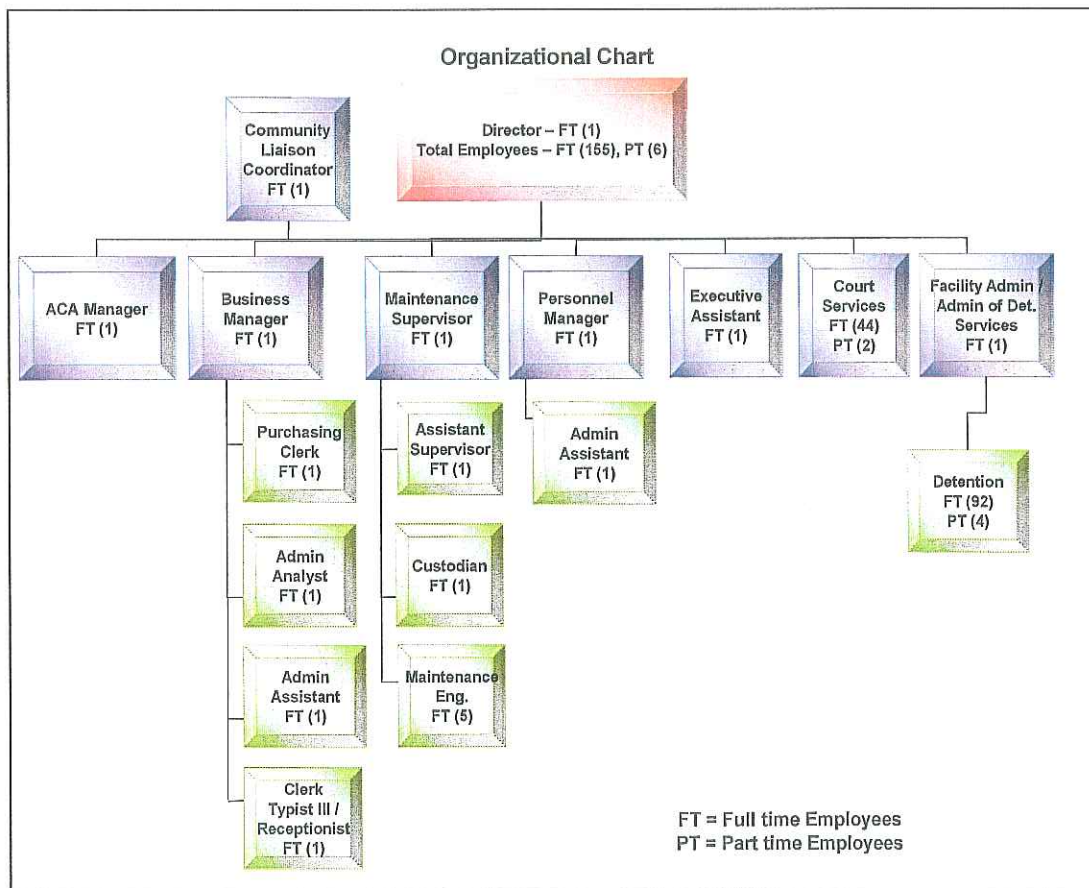 Organizational Chart
Community
Liaison
Coordinator
FT (1)
Director – FT (1)
Total Employees – FT (155), PT (6)
ACA Manager
FT (1)
Business
Manager
FT (1)
Maintenance
Supervisor
FT (1)
Personnel
Manager
FT (1)
Executive
Assistant
FT (1)
Court
Services
FT (44)
PT (2)
Facility Admin /
Admin of Det.
Services
FT (1)
Purchasing
Clerk
FT (1)
Admin
Analyst
FT (1)
Admin
Assistant
FT (1)
Clerk
Typist III /
Receptionist
FT (1)
Assistant
Supervisor
FT (1)
Custodian
FT (1)
Maintenance
Eng.
FT (5)
Admin
Assistant
FT (1)
Detention
FT (92)
PT (4)
FT = Full time Employees
PT = Part time Employees